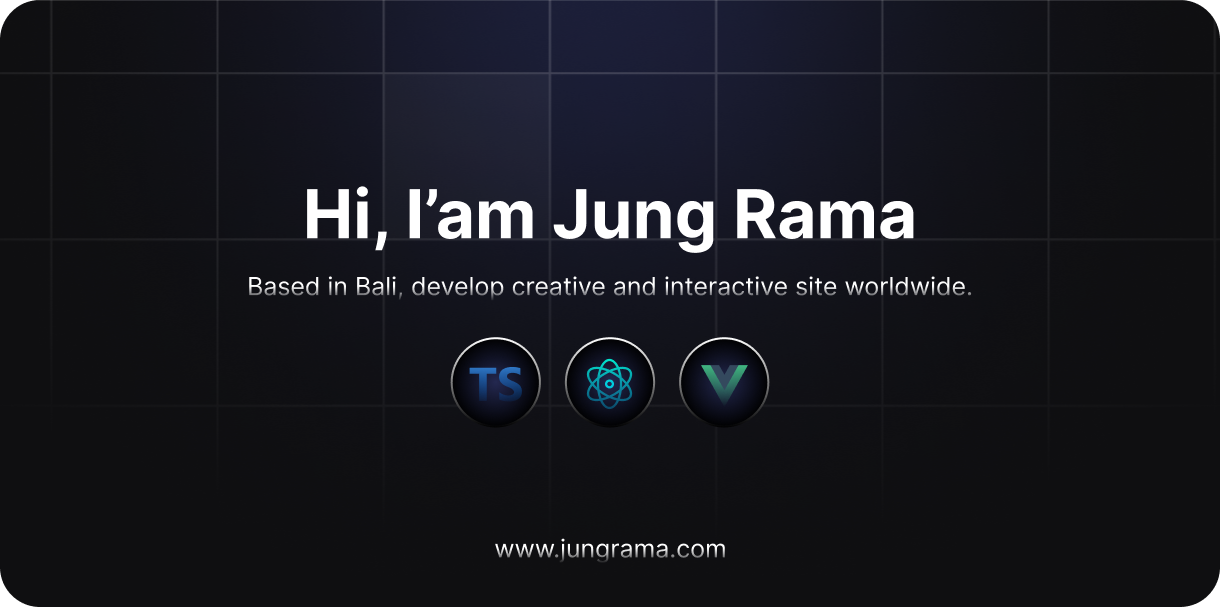 Hi, I’am Jung Rama
Based in Bali, develop creative and interactive site worldwide.
TS
www.jungrama.com